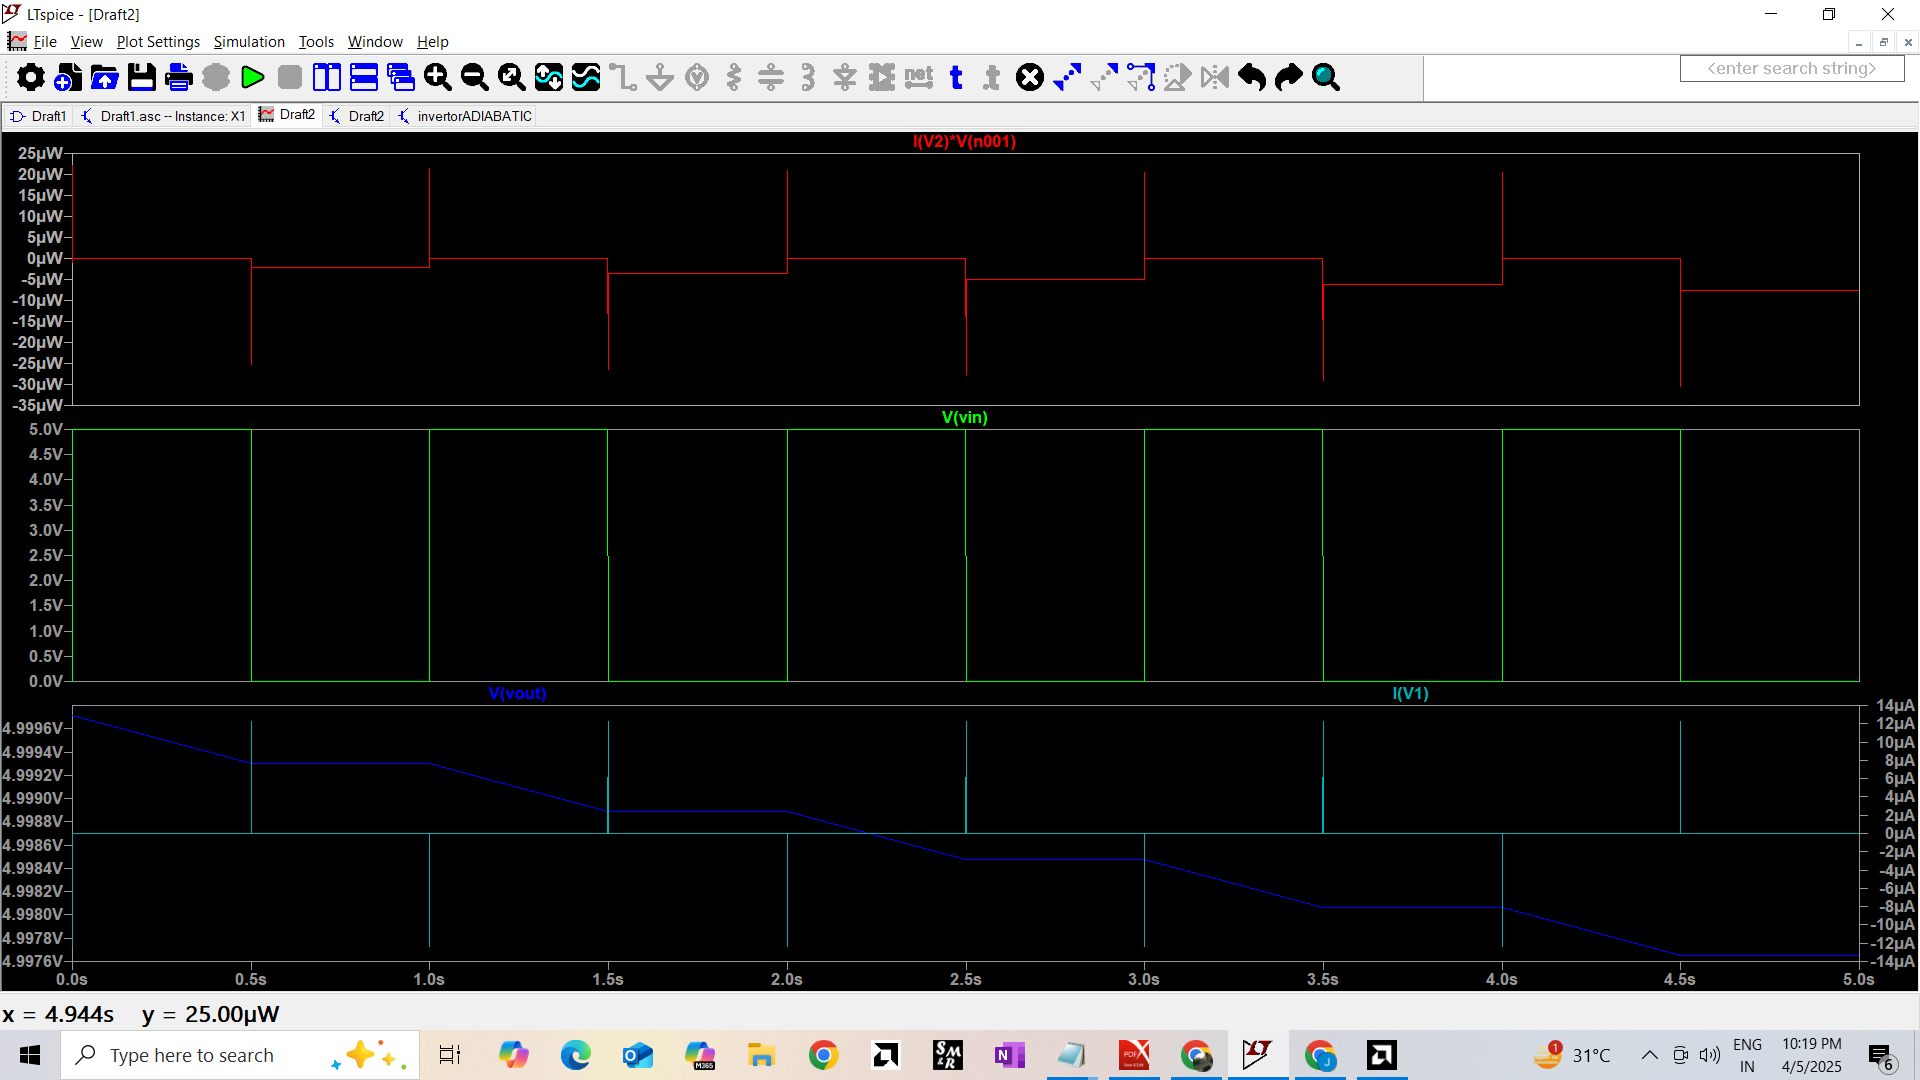 LTspice - [Draft2]
File View Plot Settings Simulation Tools Window Help
net t .t
<enter search string>
Draft1 Draft1.asc -- Instance: X1 Draft2 Draft2 invertorADIABATIC
I(V2)*V(n001)
25µW
20µW
15µW
10µW
5µW
0µW
-5µW
-10µW
-15µW
-20µW
-25µW
-30µW
-35µW
V(vin)
5.0V
4.5V
4.0V
3.5V
3.0V
2.5V
2.0V
1.5V
1.0V
0.5V
0.0V
V(vout) I(V1)
14µA
4.9996V 12µA
4.9994V 10µA
4.9992V 8µA
6µA
4.9990V 4µA
4.9988V 2µA
0µA
4.9986V -2µA
4.9984V -4µA
4.9982V -6µA
4.9980V -8µA
-10µA
4.9978V -12µA
4.9976V -14µA
0.0s 0.5s 1.0s 1.5s 2.0s 2.5s 3.0s 3.5s 4.0s 4.5s 5.0s
x = 4.944s y = 25.00µW
Type here to search
M365
SM
&R
N
PDF
J
1
31°C
ENG
IN
10:19 PM
4/5/2025
6